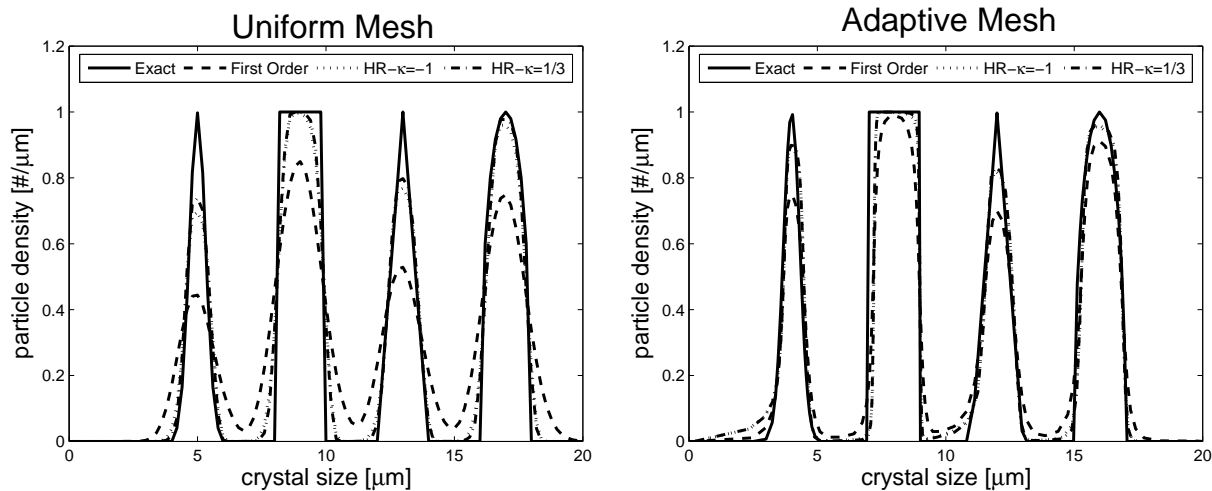 Uniform Mesh
1.2
1
0.8
0.6
0.4
0.2
0
particle density [#/μm]
Exact
First Order
HR−κ=−1
HR−κ=1/3
0
5
10
15
20
crystal size [μm]
Adaptive Mesh
1.2
1
0.8
0.6
0.4
0.2
0
particle density [#/μm]
Exact
First Order
HR−κ=−1
HR−κ=1/3
0
5
10
15
20
crystal size [μm]